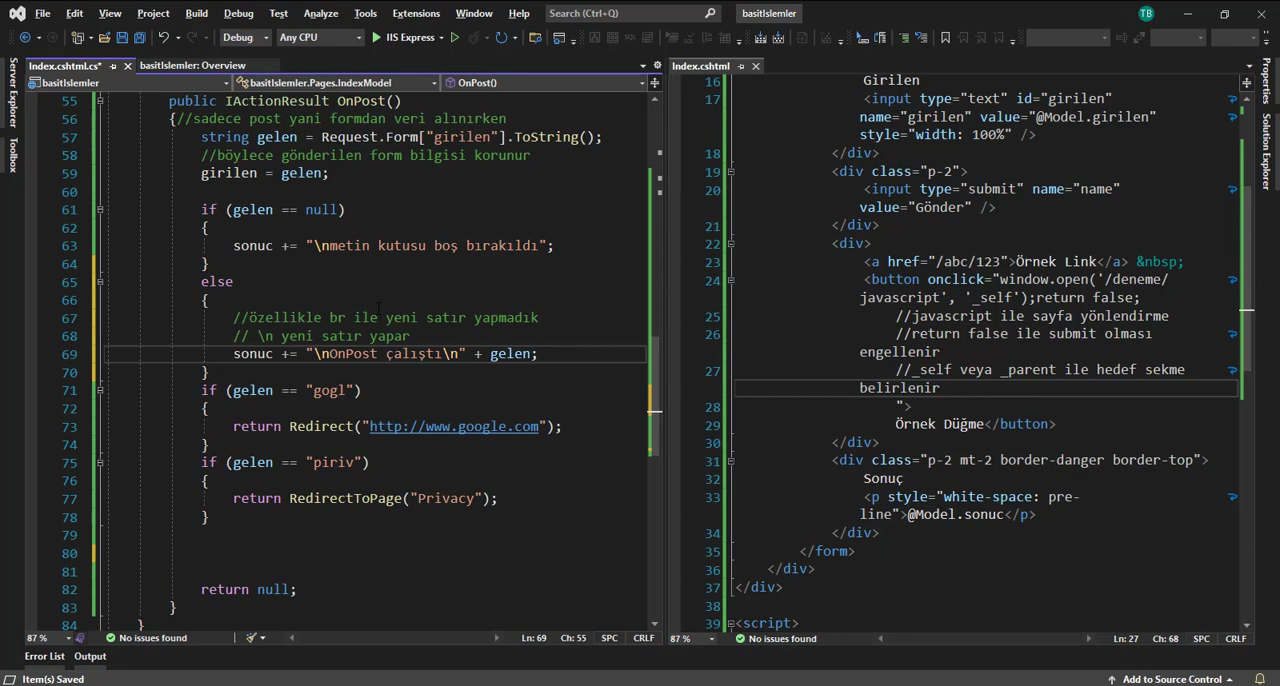 File Edit View Project Build Debug Test Analyze Tools Extensions Window Help Search (Ctrl+Q) basitIslemler TB
Debug Any CPU IIS Express
Index.cshtml.cs* basitIslemler: Overview
basitIslemler basitIslemler.Pages.IndexModel OnPost()
Server Explorer
Toolbox
55 public IActionResult OnPost()
56 {//sadece post yani formdan veri alınırken
57 string gelen = Request.Form["girilen"].ToString();
58 //böylece gönderilen form bilgisi korunur
59 girilen = gelen;
60
61 if (gelen == null)
62 {
63 sonuc += "\nmetin kutusu boş bırakıldı";
64 }
65 else
66 {
67 //özellikle br ile yeni satır yapmadık
68 // \n yeni satır yapar
69 sonuc += "\nOnPost çalıştı\n" + gelen;
70 }
71 if (gelen == "gogl")
72 {
73 return Redirect("http://www.google.com");
74 }
75 if (gelen == "piriv")
76 {
77 return RedirectToPage("Privacy");
78 }
79
80
81
82 return null;
83 }
84 }
87 % No issues found Ln: 69 Ch: 55 SPC CRLF
Index.cshtml
16 Girilen
17 <input type="text" id="girilen"
name="girilen" value="@Model.girilen"
style="width: 100%" />
18 </div>
19 <div class="p-2">
20 <input type="submit" name="name"
value="Gönder" />
21 </div>
22 <div>
23 <a href="/abc/123">Örnek Link</a> &nbsp;
24 <button onclick="window.open('/deneme/
javascript', '_self');return false;
25 //javascript ile sayfa yönlendirme
26 //return false ile submit olması
engellenir
27 //_self veya _parent ile hedef sekme
belirlenir
28 ">
29 Örnek Düğme</button>
30 </div>
31 <div class="p-2 mt-2 border-danger border-top">
32 Sonuç
33 <p style="white-space: pre-
line">@Model.sonuc</p>
34 </div>
35 </form>
36 </div>
37 </div>
38
39 <script>
87 % No issues found Ln: 27 Ch: 68 SPC CRLF
Properties
Solution Explorer
Error List Output
Item(s) Saved Add to Source Control